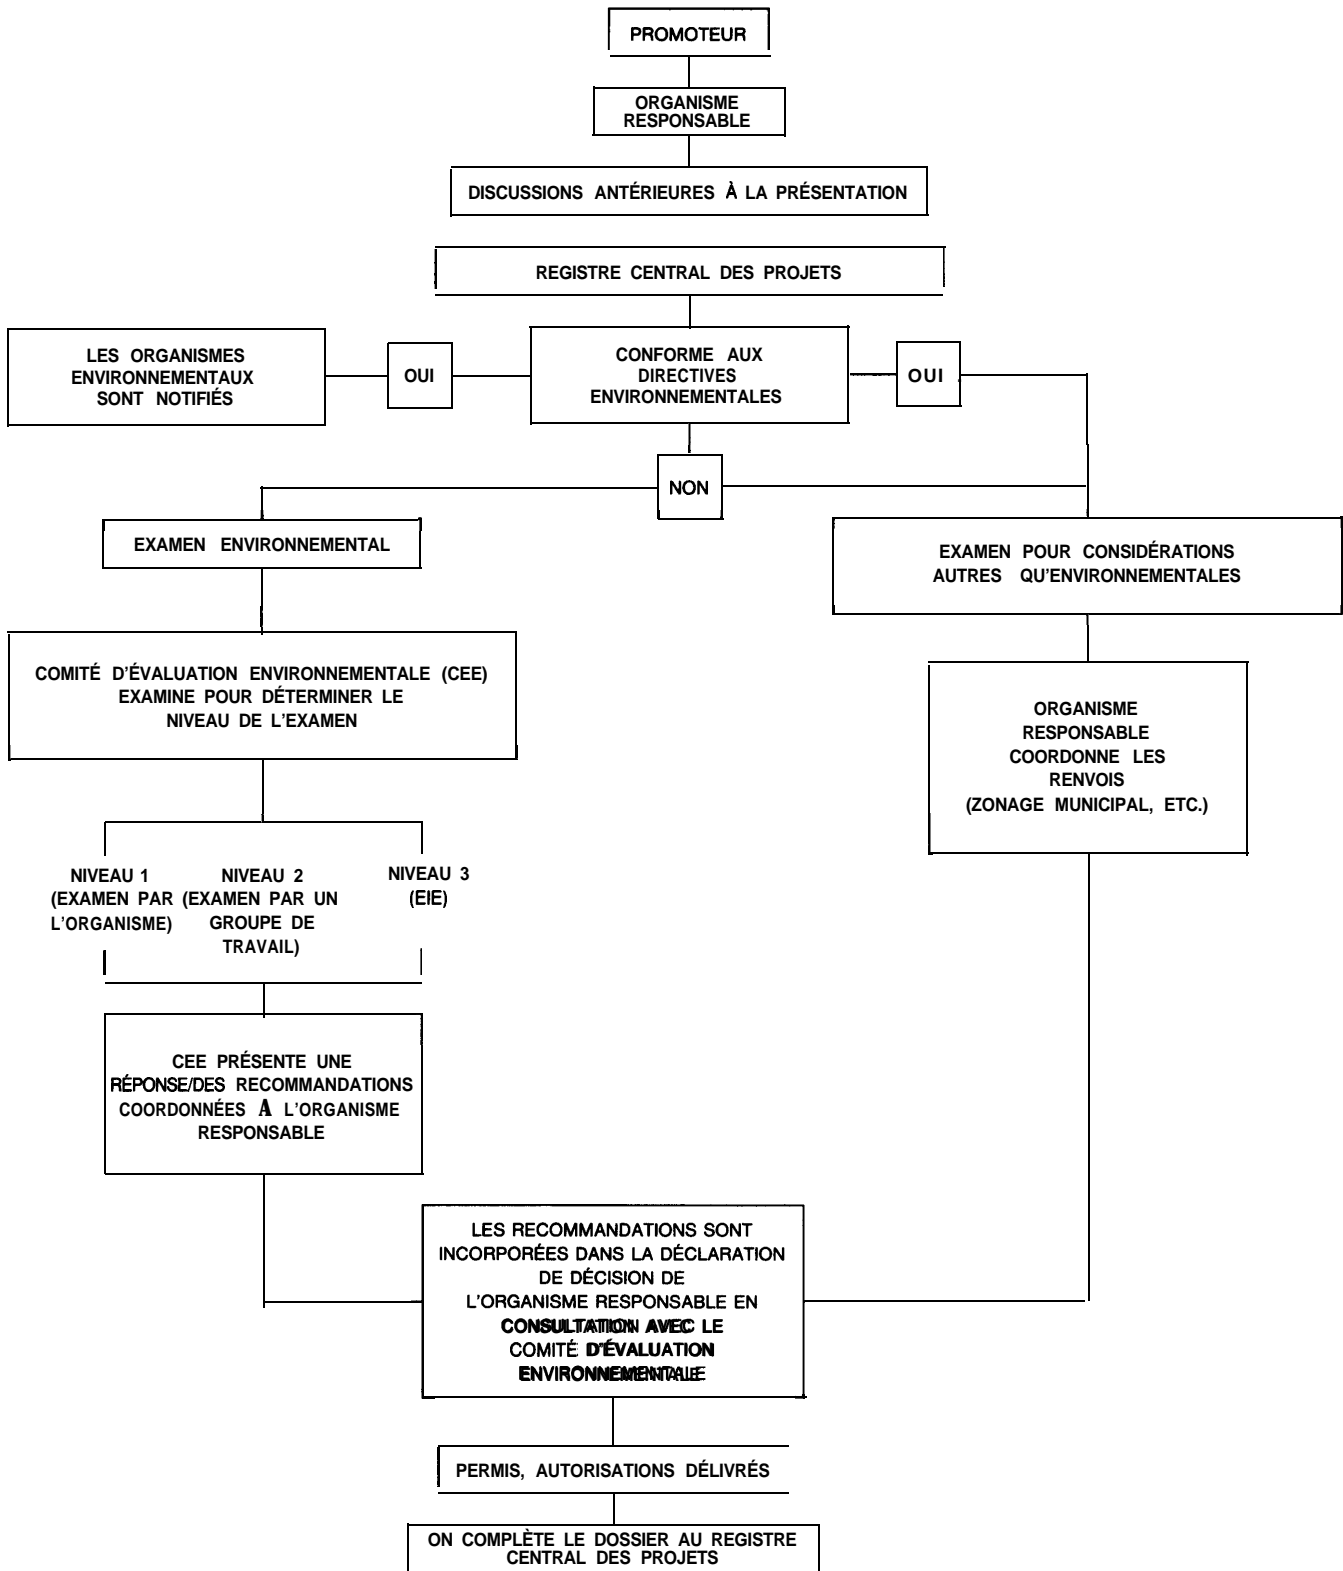 PROMOTEUR
ORGANISME
RESPONSABLE
DISCUSSIONS ANTÉRIEURES À LA PRÉSENTATION
REGISTRE CENTRAL DES PROJETS
LES ORGANISMES
ENVIRONNEMENTAUX
SONT NOTIFIÉS
OUI
CONFORME AUX
DIRECTIVES
ENVIRONNEMENTALES
OUI
NON
EXAMEN ENVIRONNEMENTAL
EXAMEN POUR CONSIDÉRATIONS
AUTRES QU'ENVIRONNEMENTALES
COMITÉ D'ÉVALUATION ENVIRONNEMENTALE (CEE)
EXAMINE POUR DÉTERMINER LE
NIVEAU DE L'EXAMEN
ORGANISME
RESPONSABLE
COORDONNE LES
RENVOIS
(ZONAGE MUNICIPAL, ETC.)
NIVEAU 1
(EXAMEN PAR
L'ORGANISME)
NIVEAU 2
(EXAMEN PAR UN
GROUPE DE
TRAVAIL)
NIVEAU 3
(EIE)
CEE PRÉSENTE UNE
RÉPONSE/DES RECOMMANDATIONS
COORDONNÉES A L'ORGANISME
RESPONSABLE
LES RECOMMANDATIONS SONT
INCORPORÉES DANS LA DÉCLARATION
DE DÉCISION DE
L'ORGANISME RESPONSABLE EN
CONSULTATION AVEC LE
COMITÉ D'ÉVALUATION
ENVIRONNEMENTALE
PERMIS, AUTORISATIONS DÉLIVRÉS
ON COMPLÈTE LE DOSSIER AU REGISTRE
CENTRAL DES PROJETS